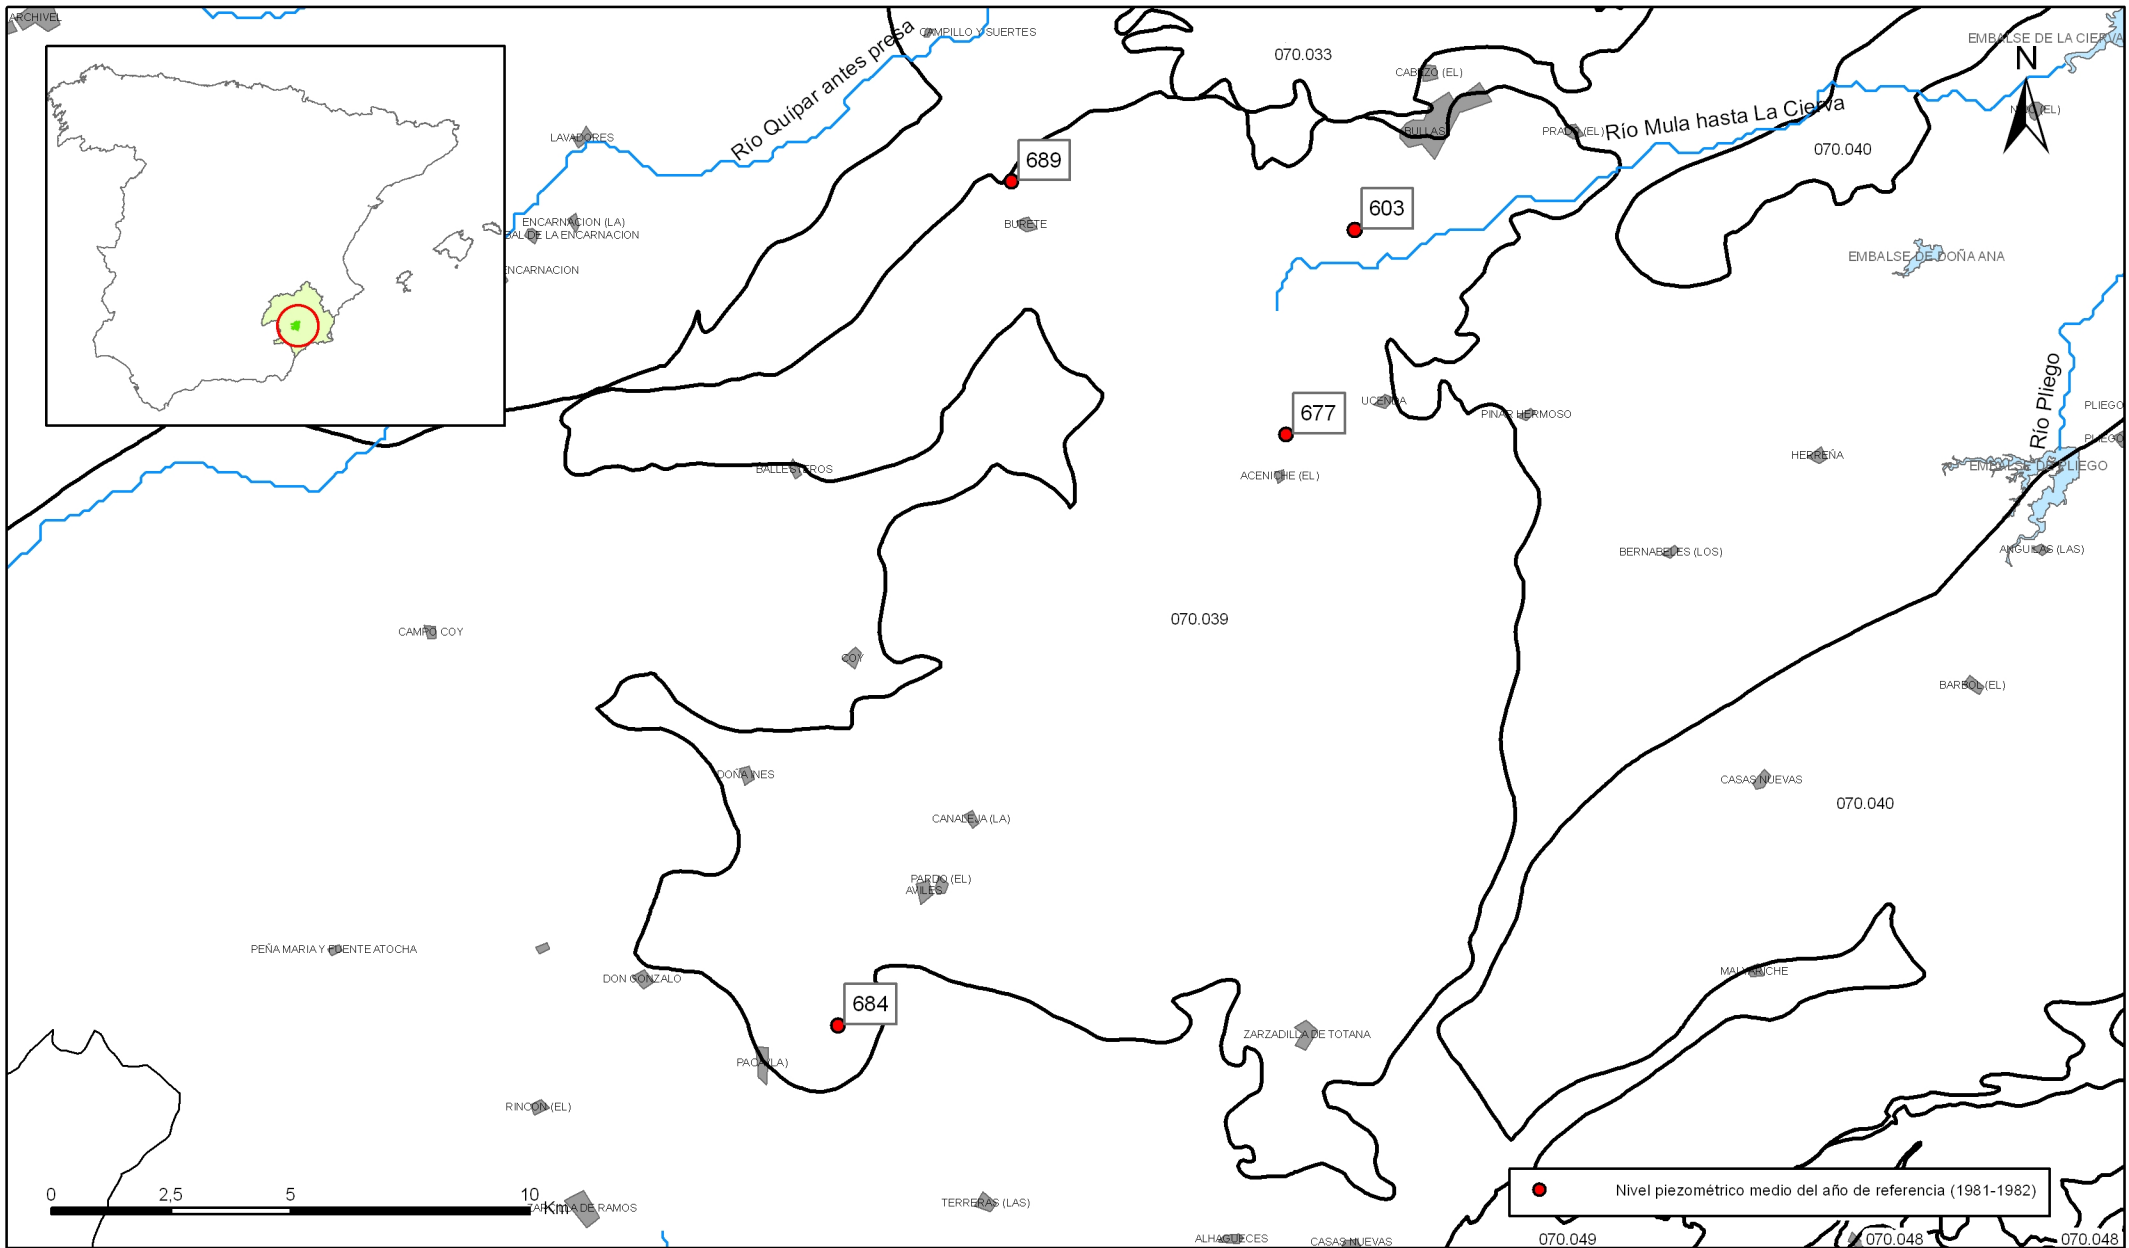 ARCHIVEL
CAMPILLO Y SUERTES
Río Quípar antes presa
070.033
CABEZO (EL)
EMBALSE DE LA CIERVA
N
LAVADORES
BULLAS
PRADO (EL)
Río Mula hasta La Cierva
(EL)
070.040
689
603
BURETE
ENCARNACION (LA)
BAL DE LA ENCARNACION
ENCARNACION
EMBALSE DE DOÑA ANA
677
UCENDA
PINAR HERMOSO
Río Pliego
PLIEGO
PLIEGO
HERREÑA
EMBALSE DE PLIEGO
BALLESTEROS
ACENICHE (EL)
BERNABELES (LOS)
ANGUILAS (LAS)
070.039
CAMPO COY
COY
BARBOL (EL)
DOÑA INES
CASAS NUEVAS
070.040
CANALEJA (LA)
PARDO (EL)
AVILES
PEÑA MARIA Y FUENTE ATOCHA
DON GONZALO
MALVARICHE
684
ZARZADILLA DE TOTANA
PACA (LA)
RINCON (EL)
0 2,5 5 10
Km
ZARCILLA DE RAMOS
TERRERAS (LAS)
Nivel piezométrico medio del año de referencia (1981-1982)
ALHAGUECES
CASAS NUEVAS
070.049
070.048
070.048